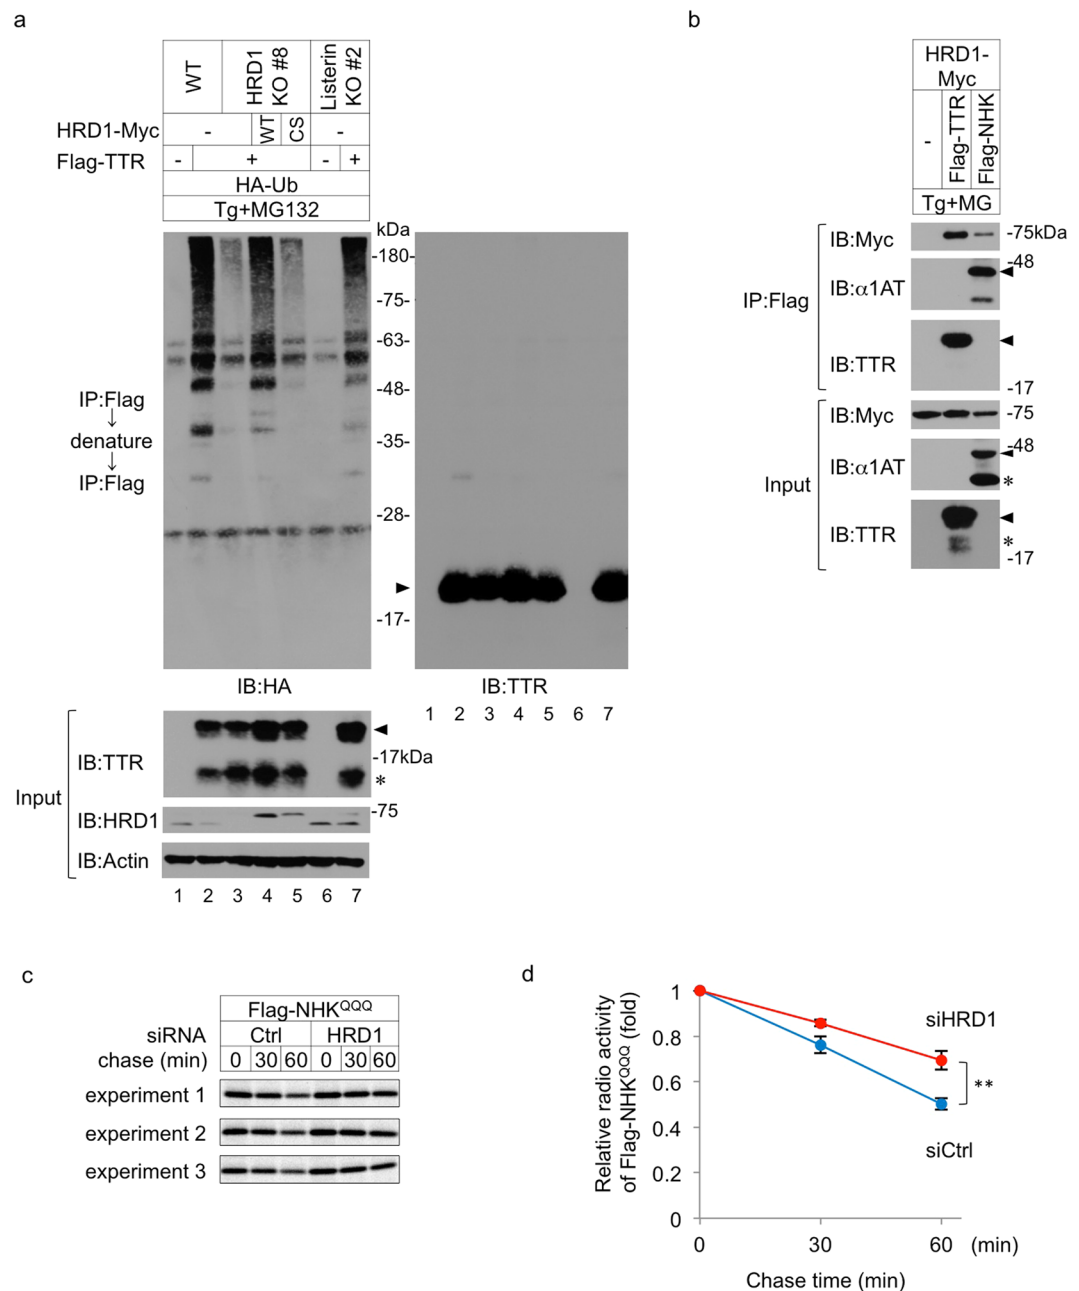 a
WT
HRD1
KO #8
Listerin
KO #2
HRD1-Myc
-
WT
CS
-
Flag-TTR
-
+
-
+
HA-Ub
Tg+MG132
kDa
-180-
-75-
-63-
-48-
-35-
-28-
-17-
IP:Flag
↓
denature
↓
IP:Flag
IB:HA
IB:TTR
1 2 3 4 5 6 7
Input
IB:TTR
-17kDa
*
IB:HRD1
-75
IB:Actin
1 2 3 4 5 6 7
b
HRD1-
Myc
-
Flag-TTR
Flag-NHK
Tg+MG
IP:Flag
IB:Myc
-75kDa
-48
IB:α1AT
IB:TTR
-17
Input
IB:Myc
-75
-48
IB:α1AT
*
IB:TTR
*
-17
c
Flag-NHKQQQ
siRNA Ctrl HRD1
chase (min) 0 30 60 0 30 60
experiment 1
experiment 2
experiment 3
d
Relative radio activity
of Flag-NHKQQQ (fold)
1
0.8
0.6
0.4
0.2
0
siHRD1
**
siCtrl
0 30 60 (min)
Chase time (min)